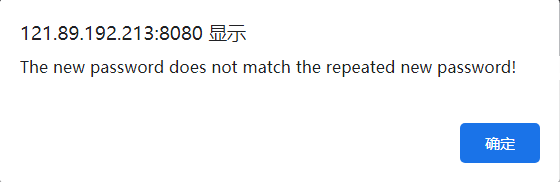 121.89.192.213:8080 显示
The new password does not match the repeated new password!
确定